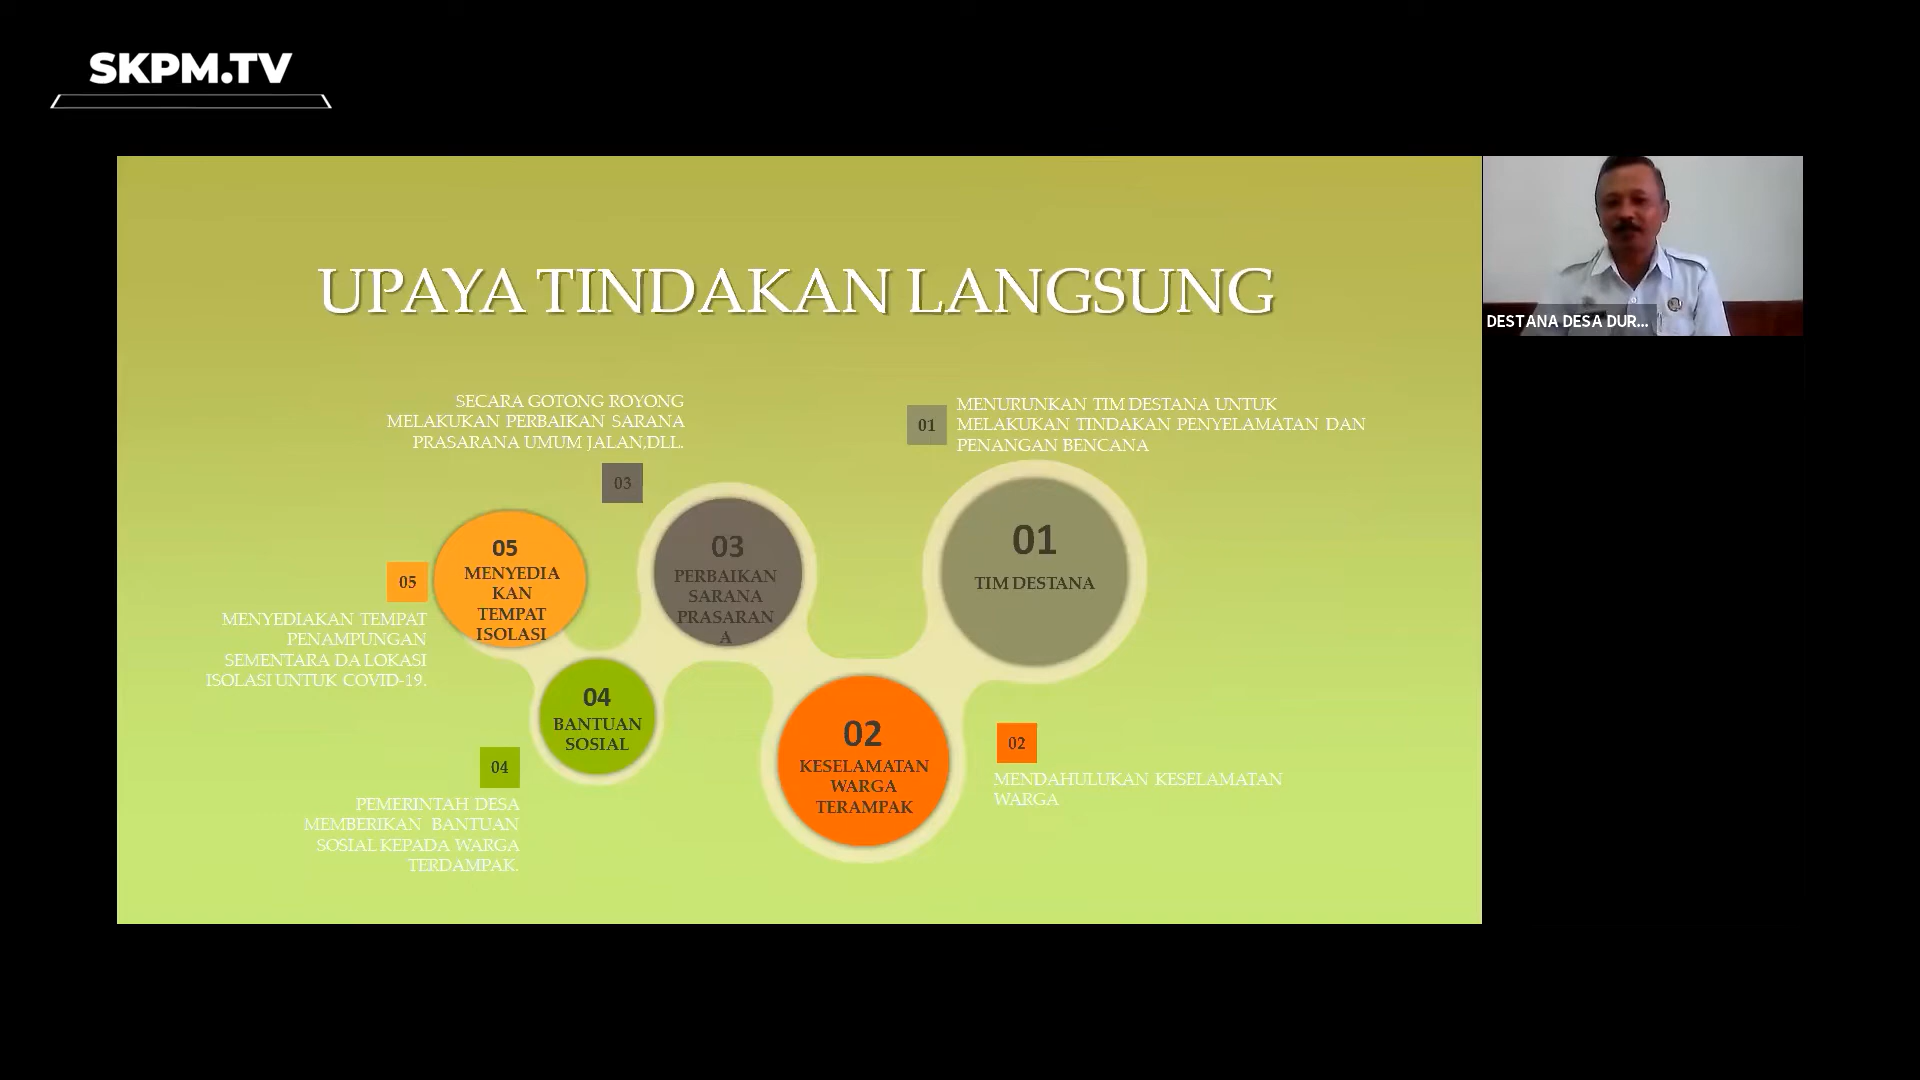 SKPM.TV
UPAYA TINDAKAN LANGSUNG
DESTANA DESA DUR...
SECARA GOTONG ROYONG
MELAKUKAN PERBAIKAN SARANA
PRASARANA UMUM JALAN,DLL.
03
01
MENURUNKAN TIM DESTANA UNTUK
MELAKUKAN TINDAKAN PENYELAMATAN DAN
PENANGAN BENCANA
05
MENYEDIA
KAN
TEMPAT
ISOLASI
03
PERBAIKAN
SARANA
PRASARAN
A
01
TIM DESTANA
05
MENYEDIAKAN TEMPAT
PENAMPUNGAN
SEMENTARA DA LOKASI
ISOLASI UNTUK COVID-19.
04
BANTUAN
SOSIAL
02
KESELAMATAN
WARGA
TERAMPAK
02
MENDAHULUKAN KESELAMATAN
WARGA
04
PEMERINTAH DESA
MEMBERIKAN BANTUAN
SOSIAL KEPADA WARGA
TERDAMPAK.